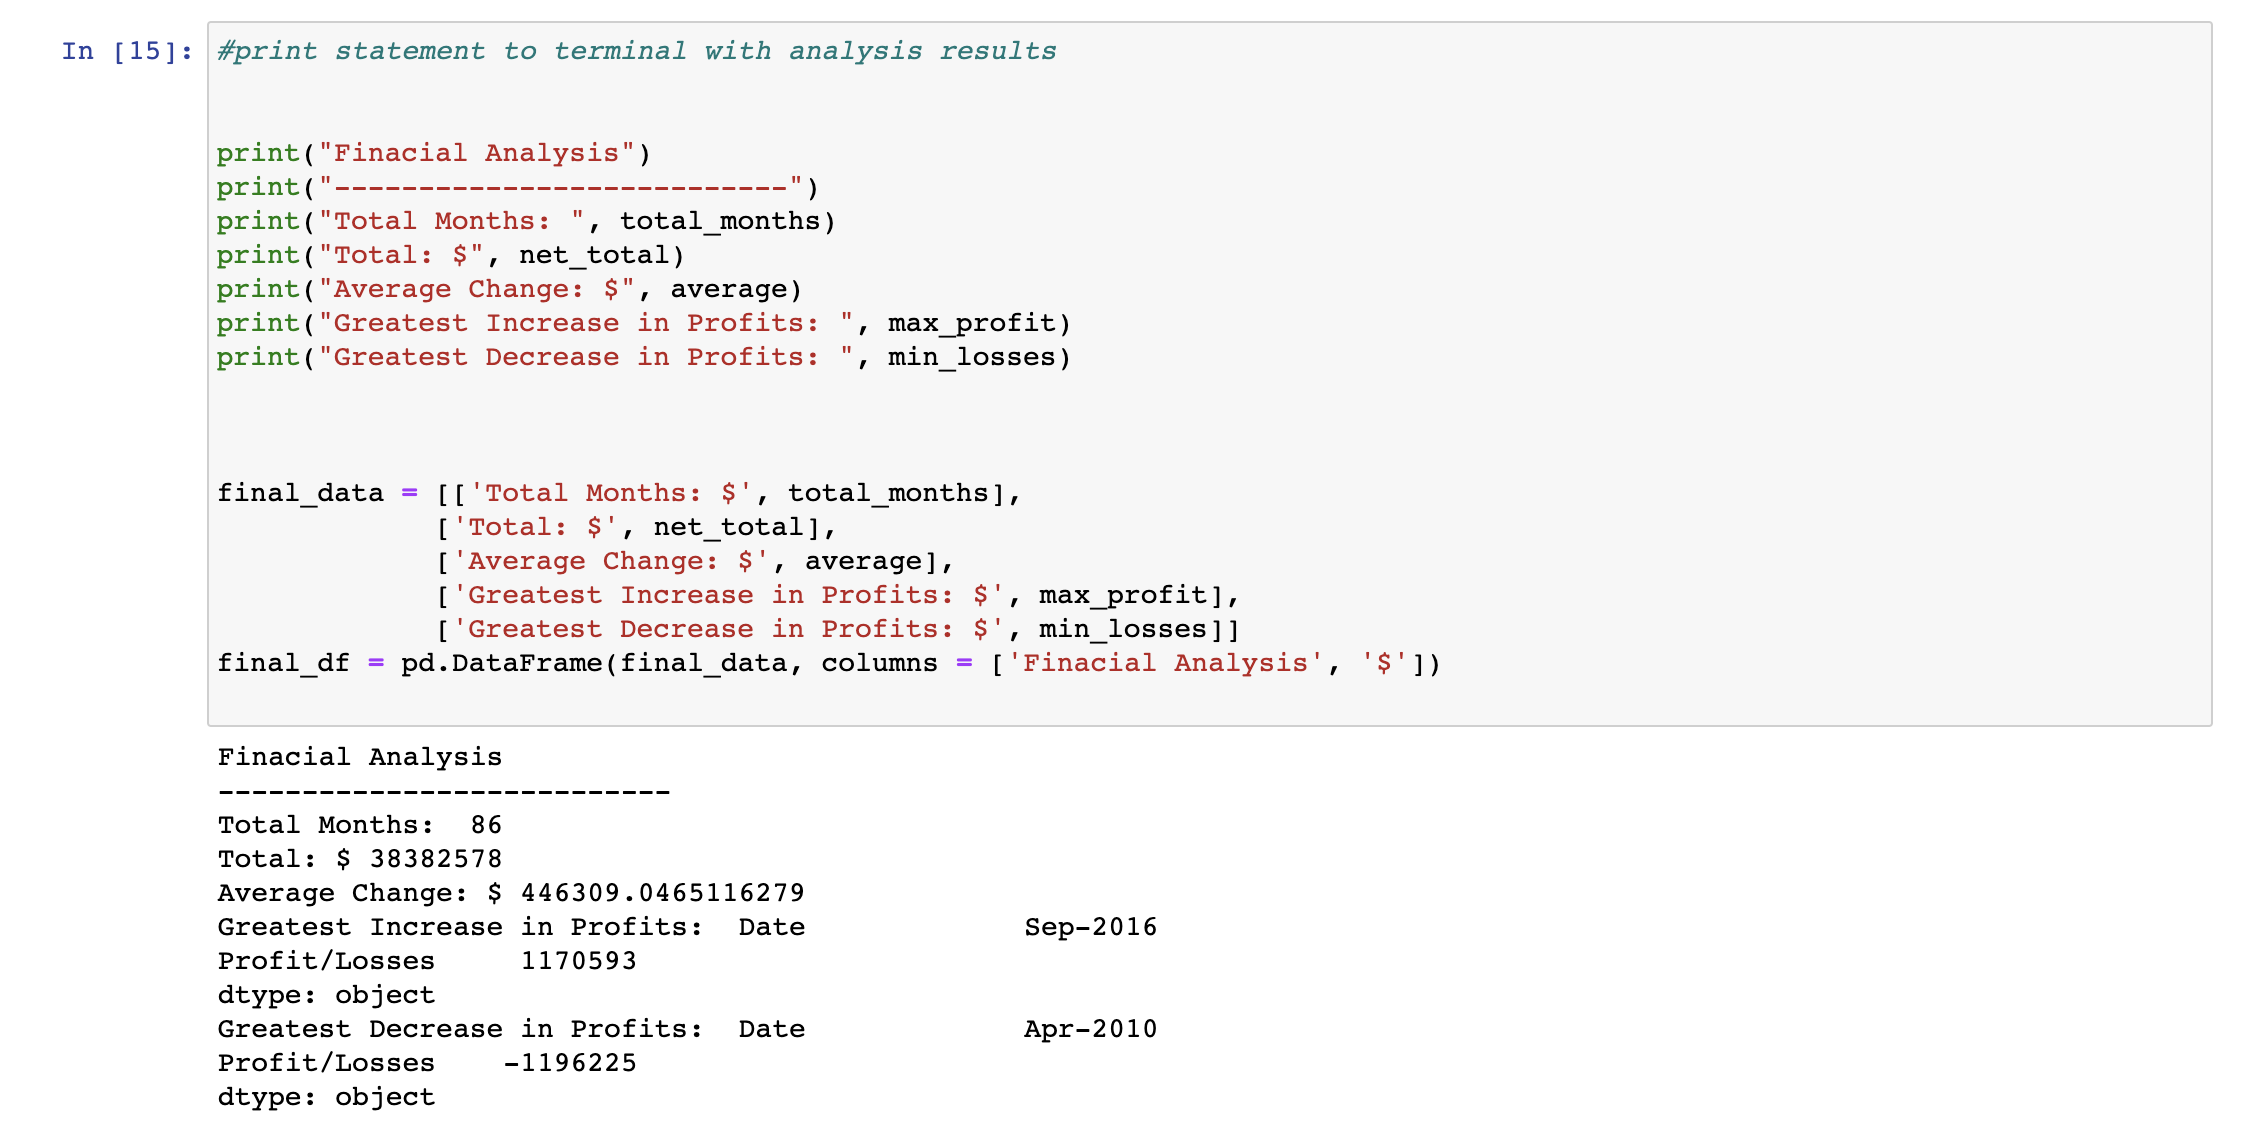 In [15]: #print statement to terminal with analysis results
print("Finacial Analysis")
print("---------------------------")
print("Total Months: ", total_months)
print("Total: $", net_total)
print("Average Change: $", average)
print("Greatest Increase in Profits: ", max_profit)
print("Greatest Decrease in Profits: ", min_losses)
final_data = [['Total Months: $', total_months],
['Total: $', net_total],
['Average Change: $', average],
['Greatest Increase in Profits: $', max_profit],
['Greatest Decrease in Profits: $', min_losses]]
final_df = pd.DataFrame(final_data, columns = ['Finacial Analysis', '$'])
Finacial Analysis
---------------------------
Total Months:  86
Total: $ 38382578
Average Change: $ 446309.0465116279
Greatest Increase in Profits:  Date             Sep-2016
Profit/Losses     1170593
dtype: object
Greatest Decrease in Profits:  Date             Apr-2010
Profit/Losses    -1196225
dtype: object